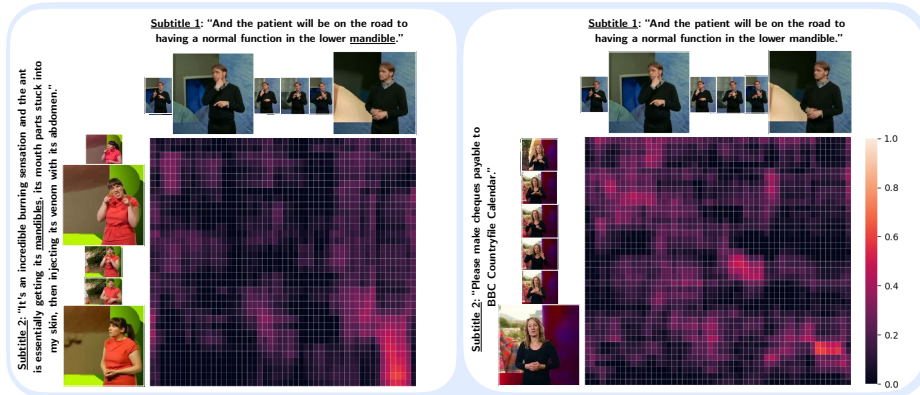 Subtitle 1: “And the patient will be on the road to
having a normal function in the lower mandible.”
Subtitle 2: “It’s an incredible burning sensation and the ant
is essentially getting its mandibles, its mouth parts stuck into
my skin, then injecting its venom with its abdomen.”
Subtitle 1: “And the patient will be on the road to
having a normal function in the lower mandible.”
Subtitle 2: “Please make cheques payable to
BBC Countryfile Calendar.”
1.0
0.8
0.6
0.4
0.2
0.0